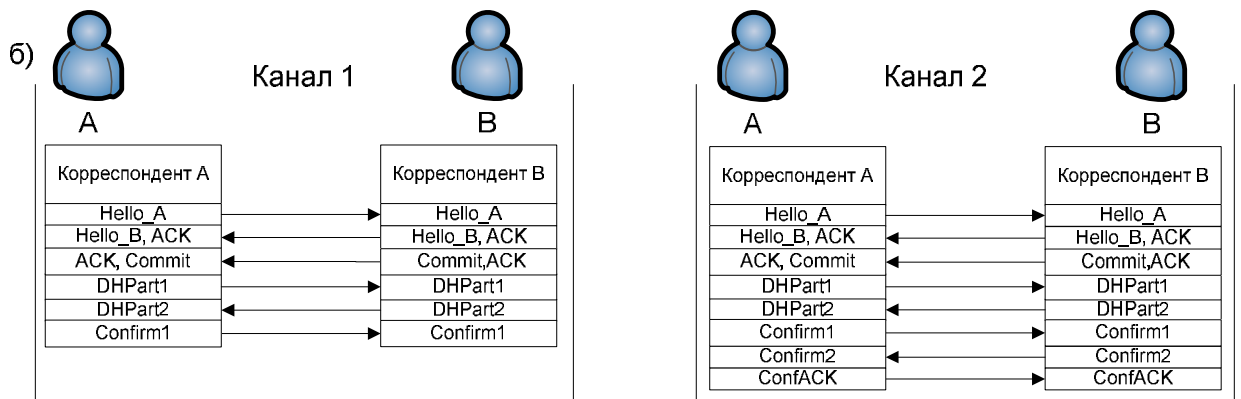 б)
Канал 1
Канал 2
А
В
А
В
Корреспондент А
Корреспондент В
Корреспондент А
Корреспондент В
Hello_A
Hello_A
Hello_A
Hello_A
Hello_B, ACK
Hello_B, ACK
Hello_B, ACK
Hello_B, ACK
ACK, Commit
Commit,ACK
ACK, Commit
Commit,ACK
DHPart1
DHPart1
DHPart1
DHPart1
DHPart2
DHPart2
DHPart2
DHPart2
Confirm1
Confirm1
Confirm1
Confirm1
Confirm2
Confirm2
ConfACK
ConfACK